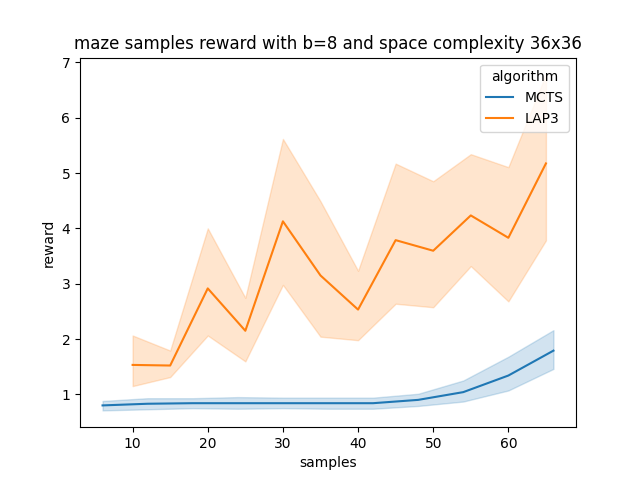 maze samples reward with b=8 and space complexity 36x36
7
6
5
4
3
2
1
reward
10 20 30 40 50 60
samples
algorithm
MCTS
LAP3